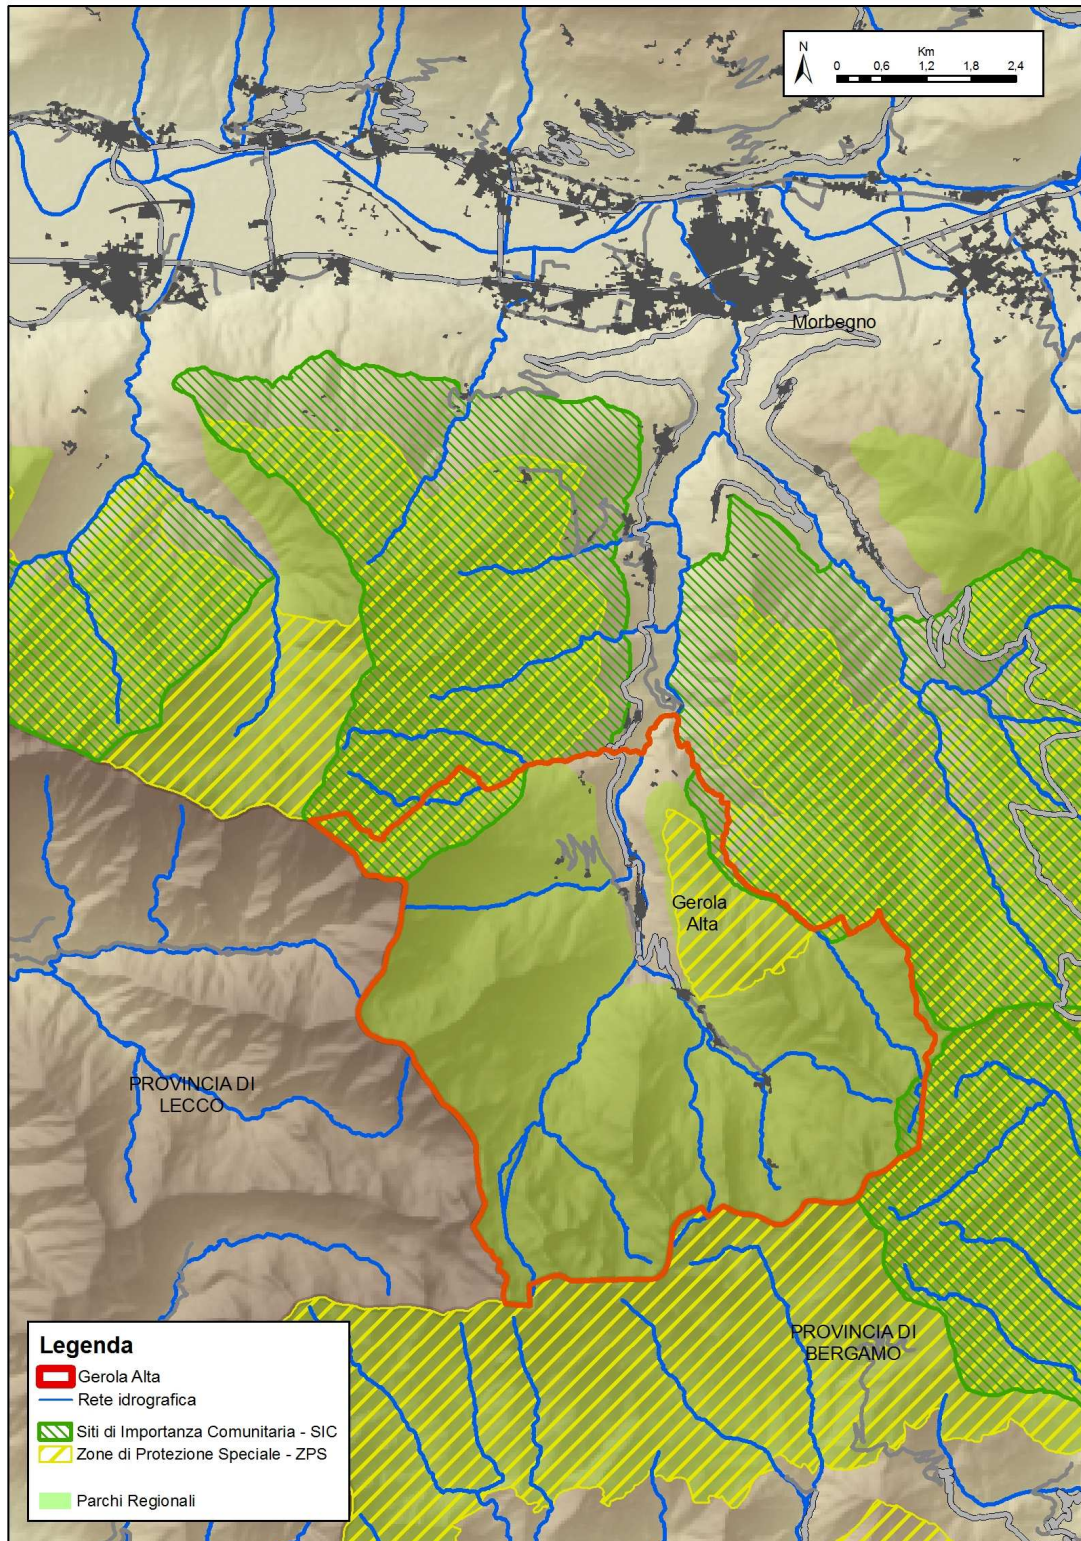 N
Km
0 0,6 1,2 1,8 2,4
Morbegno
Gerola
Alta
PROVINCIA DI
LECCO
PROVINCIA DI
BERGAMO
Legenda
Gerola Alta
Rete idrografica
Siti di Importanza Comunitaria - SIC
Zone di Protezione Speciale - ZPS
Parchi Regionali